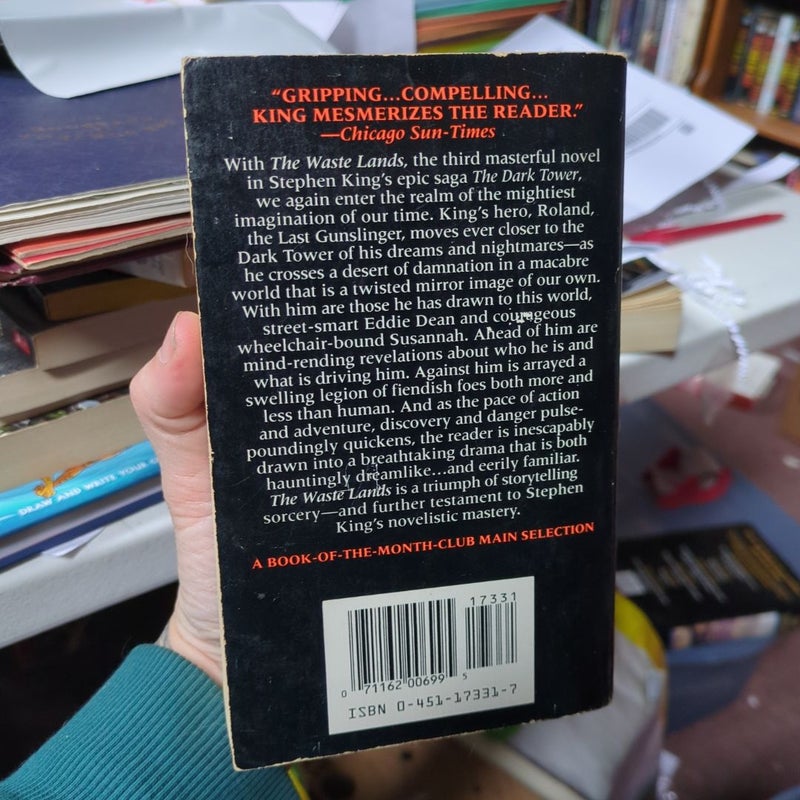 “GRIPPING...COMPELLING...
KING MESMERIZES THE READER.”
—Chicago Sun-Times
With The Waste Lands, the third masterful novel
in Stephen King's epic saga The Dark Tower,
we again enter the realm of the mightiest
imagination of our time. King's hero, Roland,
the Last Gunslinger, moves ever closer to the
Dark Tower of his dreams and nightmares—as
he crosses a desert of damnation in a macabre
world that is a twisted mirror image of our own.
With him are those he has drawn to this world,
street-smart Eddie Dean and courageous
wheelchair-bound Susannah. Ahead of him are
mind-rending revelations about who he is and
what is driving him. Against him is arrayed a
swelling legion of fiendish foes both more and
less than human. And as the pace of action
and adventure, discovery and danger pulse-
poundingly quickens, the reader is inescapably
drawn into a breathtaking drama that is both
hauntingly dreamlike...and eerily familiar.
The Waste Lands is a triumph of storytelling
sorcery—and further testament to Stephen
King's novelistic mastery.
A BOOK-OF-THE-MONTH-CLUB MAIN SELECTION
17331
0 71162 00699 5
ISBN 0-451-17331-7
DRAW AND WRITE YOUR